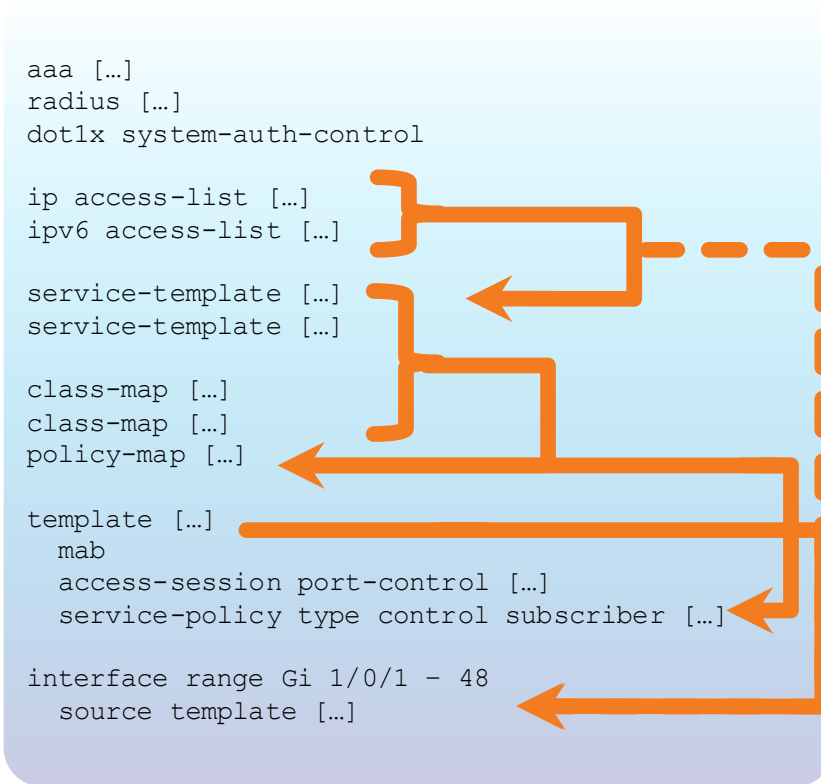 aaa […]
radius […]
dot1x system-auth-control
ip access-list […]
ipv6 access-list […]
service-template […]
service-template […]
class-map […]
class-map […]
policy-map […]
template […]
mab
access-session port-control […]
service-policy type control subscriber […]
interface range Gi 1/0/1 – 48
source template […]